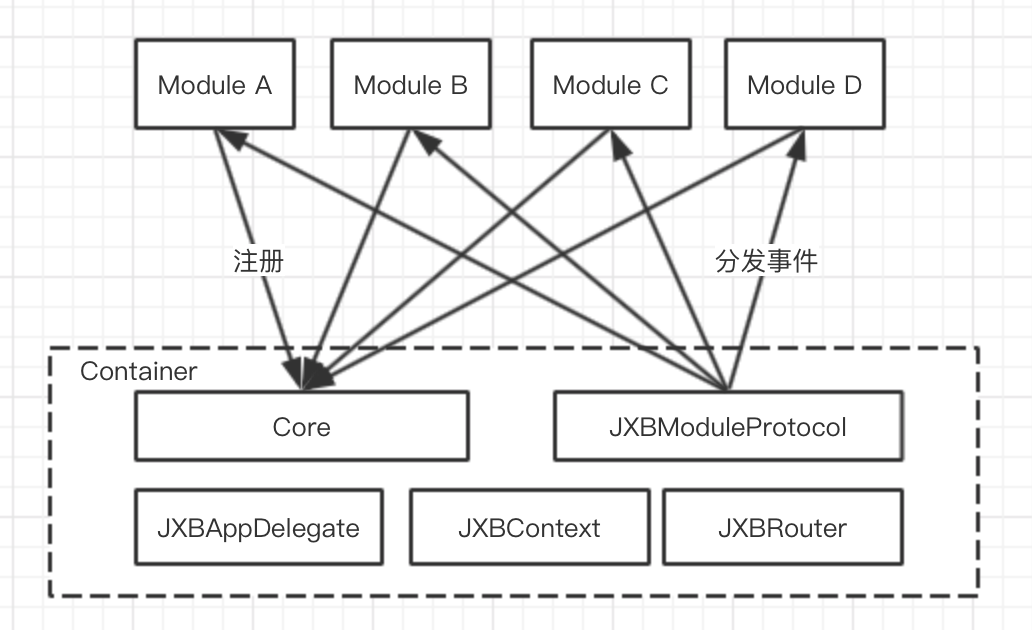 Module A
Module B
Module C
Module D
注册
分发事件
Container
Core
JXBModuleProtocol
JXBAppDelegate
JXBContext
JXBRouter